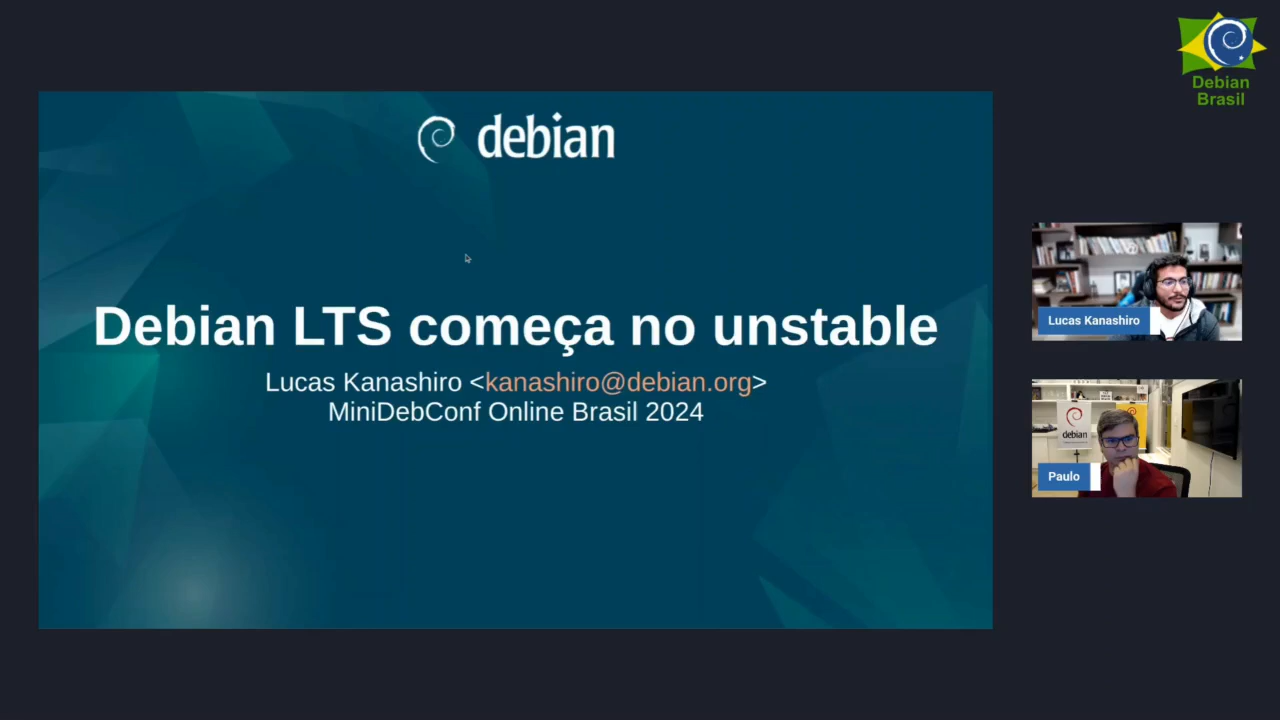 Debian
Brasil
debian
Debian LTS começa no unstable
Lucas Kanashiro <kanashiro@debian.org>
MiniDebConf Online Brasil 2024
Lucas Kanashiro
debian
Paulo